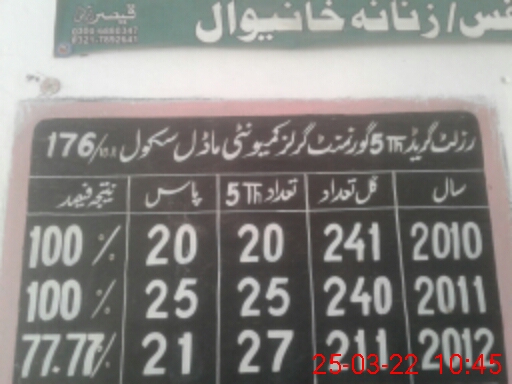 فس/زنانہ خانیوال
قیصر
رزلٹ گریڈ 5Th گورنمنٹ گرلز کمیونٹی ماڈل سکول 176/10.R
سال کل تعداد تعداد 5Th پاس نتیجہ فیصد
2010 241 20 20 100 %
2011 240 25 25 100 %
2012 211 27 21 77.77%
25-03-22 10:45